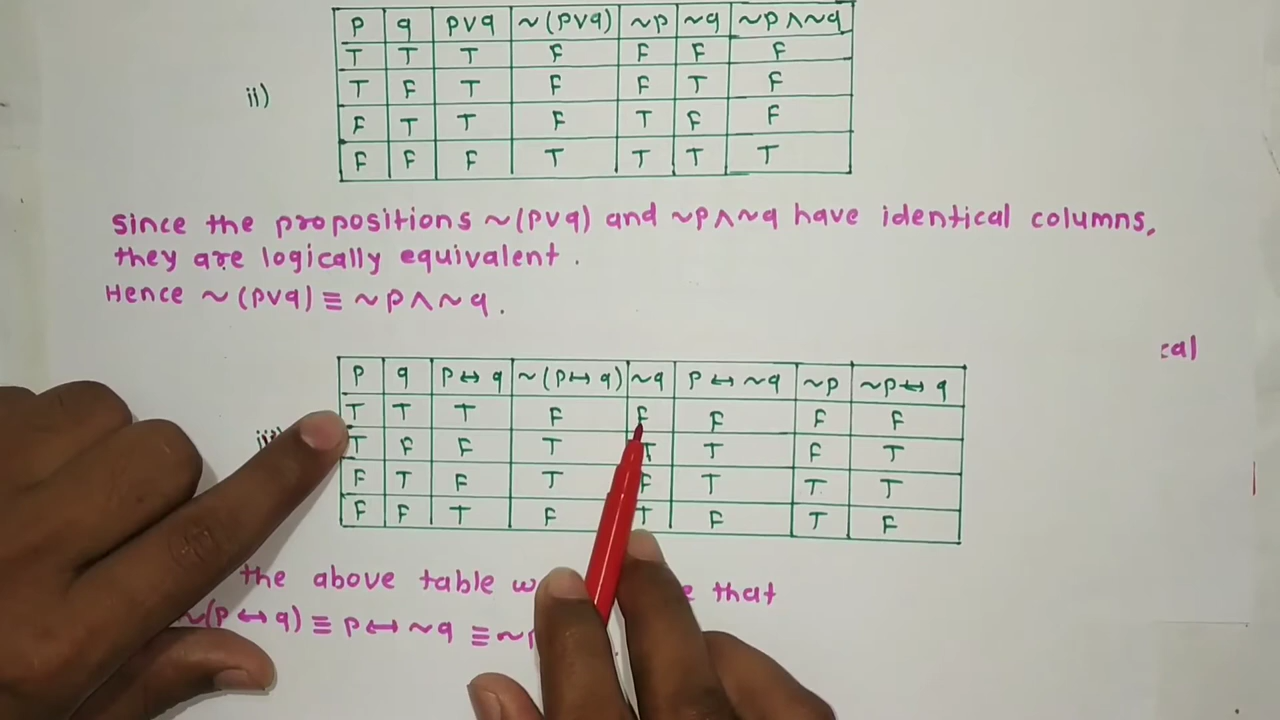 p q p∨q ~(p∨q) ~p ~q ~p∧~q
T T T F F F F
ii)
T F T F F T F
F T T F T F F
F F F T T T T
Since the propositions ~(p∨q) and ~p∧~q have identical columns,
they are logically equivalent.
Hence ~(p∨q) ≡ ~p∧~q.
cal
p q p↔q ~(p↔q) ~q p↔~q ~p ~p↔q
T T T F F F F F
T F F T T T F T
F T F T F T T T
F F T F T F T F
the above table that
~(p↔q) ≡ p↔~q ≡ ~p